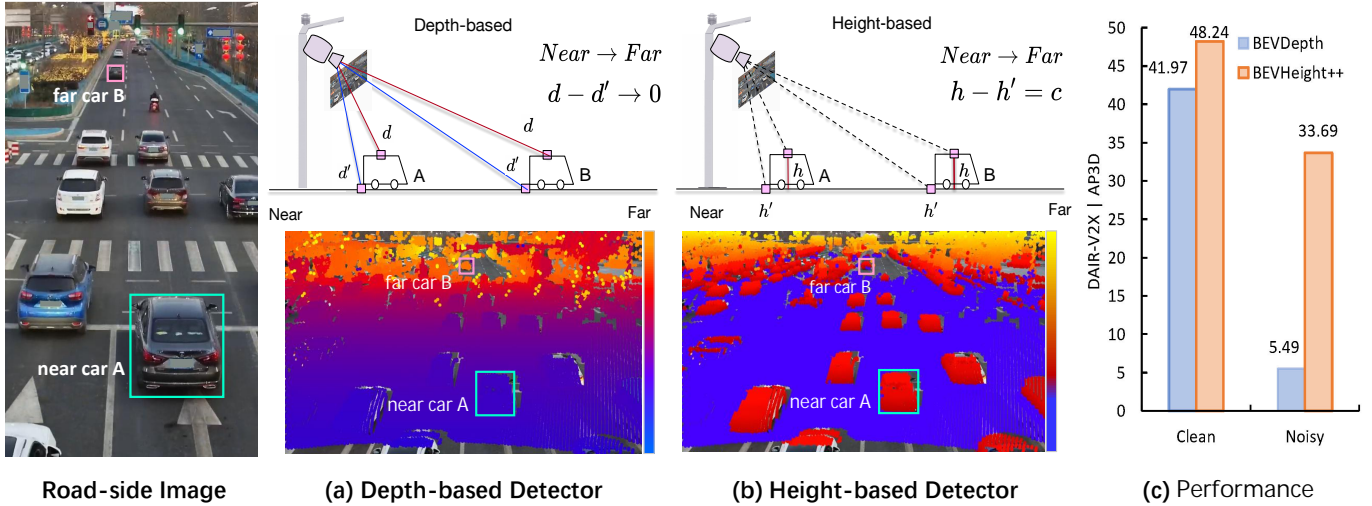 far car B
near car A
Road-side Image
Depth-based
Near → Far
d − d′ → 0
d
d
d′
d′
A
B
Near
Far
far car B
near car A
(a) Depth-based Detector
Height-based
Near → Far
h − h′ = c
h
h
A
B
h′
h′
Near
Far
far car B
near car A
(b) Height-based Detector
DAIR-V2X | AP3D
50
45
40
35
30
25
20
15
10
5
0
BEVDepth
BEVHeight++
41.97
48.24
5.49
33.69
Clean
Noisy
(c) Performance